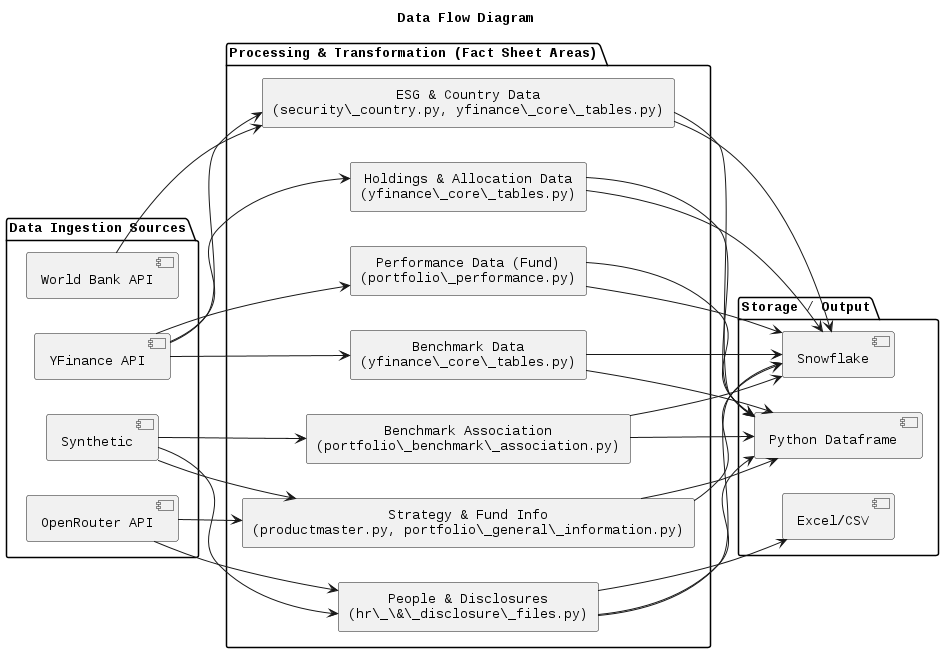 Data Flow Diagram
Processing & Transformation (Fact Sheet Areas)
ESG & Country Data
(security\_country.py, yfinance\_core\_tables.py)
Holdings & Allocation Data
(yfinance\_core\_tables.py)
Data Ingestion Sources
World Bank API
Performance Data (Fund)
(portfolio\_performance.py)
Storage / Output
YFinance API
Benchmark Data
(yfinance\_core\_tables.py)
Snowflake
Synthetic
Benchmark Association
(portfolio\_benchmark\_association.py)
Python Dataframe
OpenRouter API
Strategy & Fund Info
(productmaster.py, portfolio\_general\_information.py)
Excel/CSV
People & Disclosures
(hr\_\&\_disclosure\_files.py)